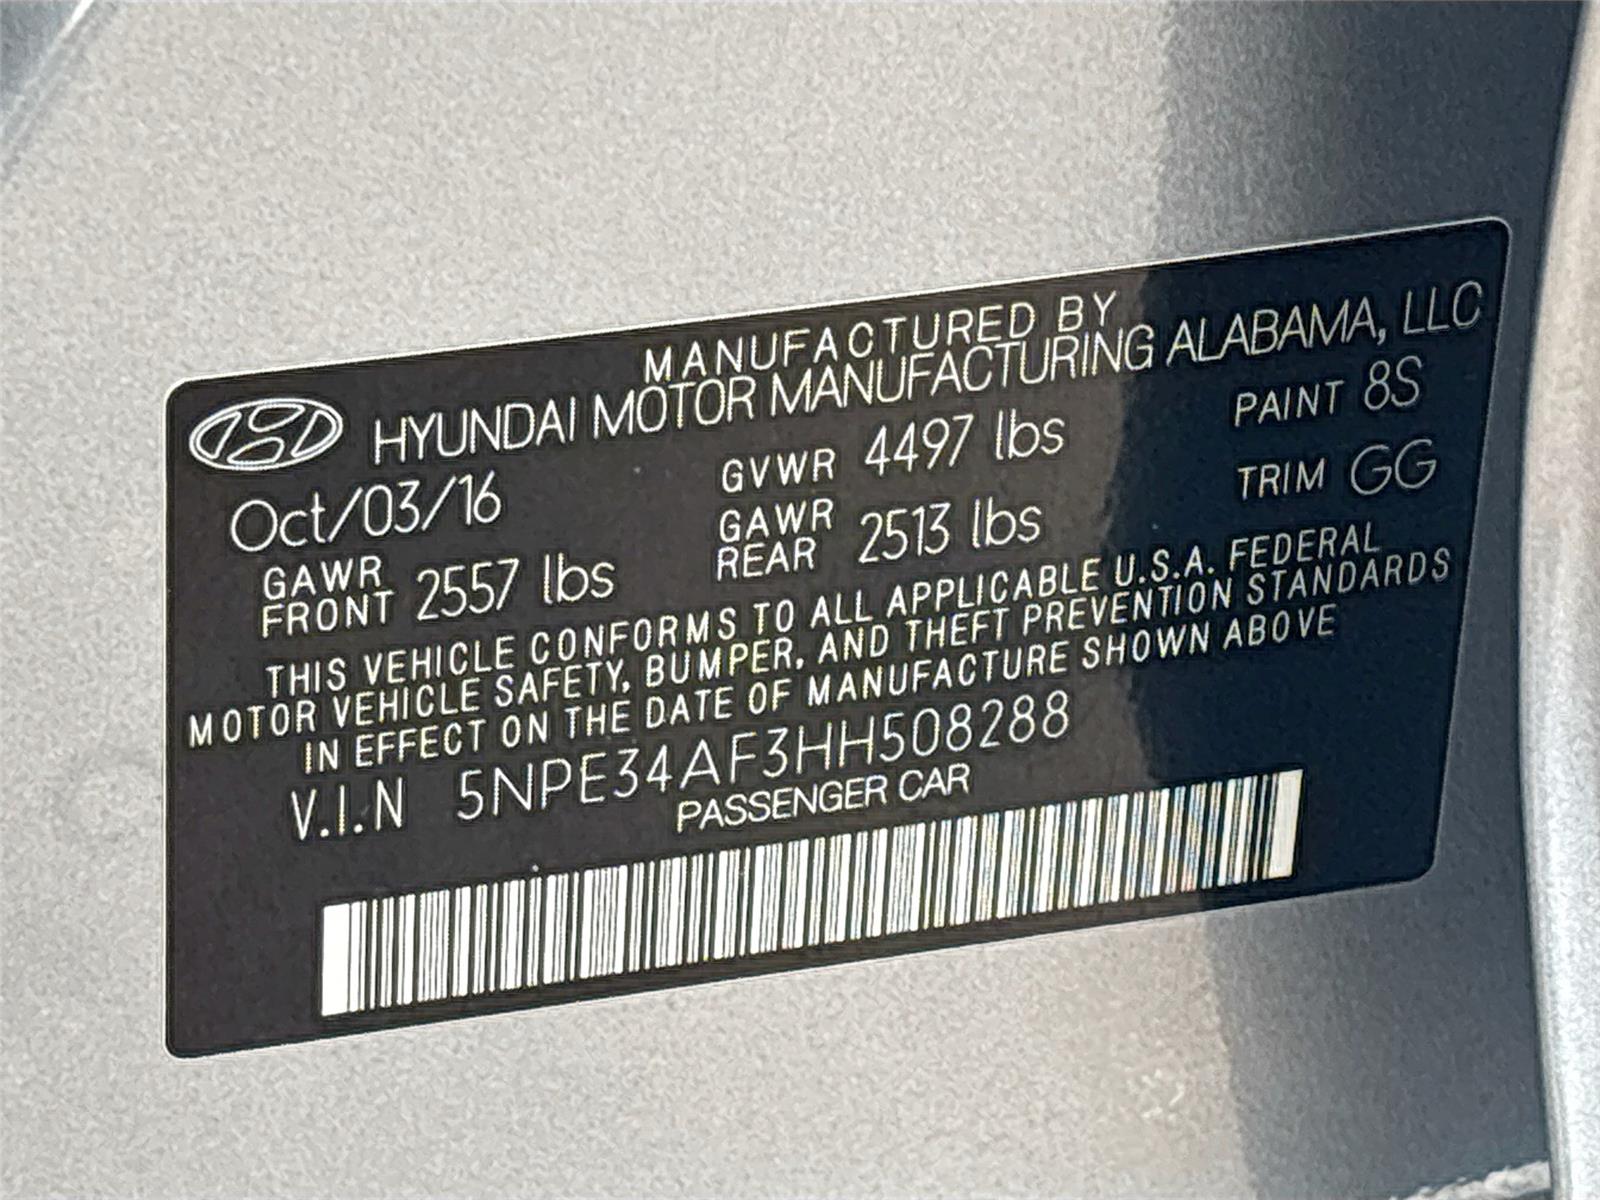 MANUFACTURED BY
HYUNDAI MOTOR MANUFACTURING ALABAMA, LLC
Oct/03/16 GVWR 4497 lbs PAINT 8S
GAWR FRONT 2557 lbs GAWR REAR 2513 lbs TRIM GG
THIS VEHICLE CONFORMS TO ALL APPLICABLE U.S.A. FEDERAL
MOTOR VEHICLE SAFETY, BUMPER, AND THEFT PREVENTION STANDARDS
IN EFFECT ON THE DATE OF MANUFACTURE SHOWN ABOVE
V.I.N 5NPE34AF3HH508288
PASSENGER CAR